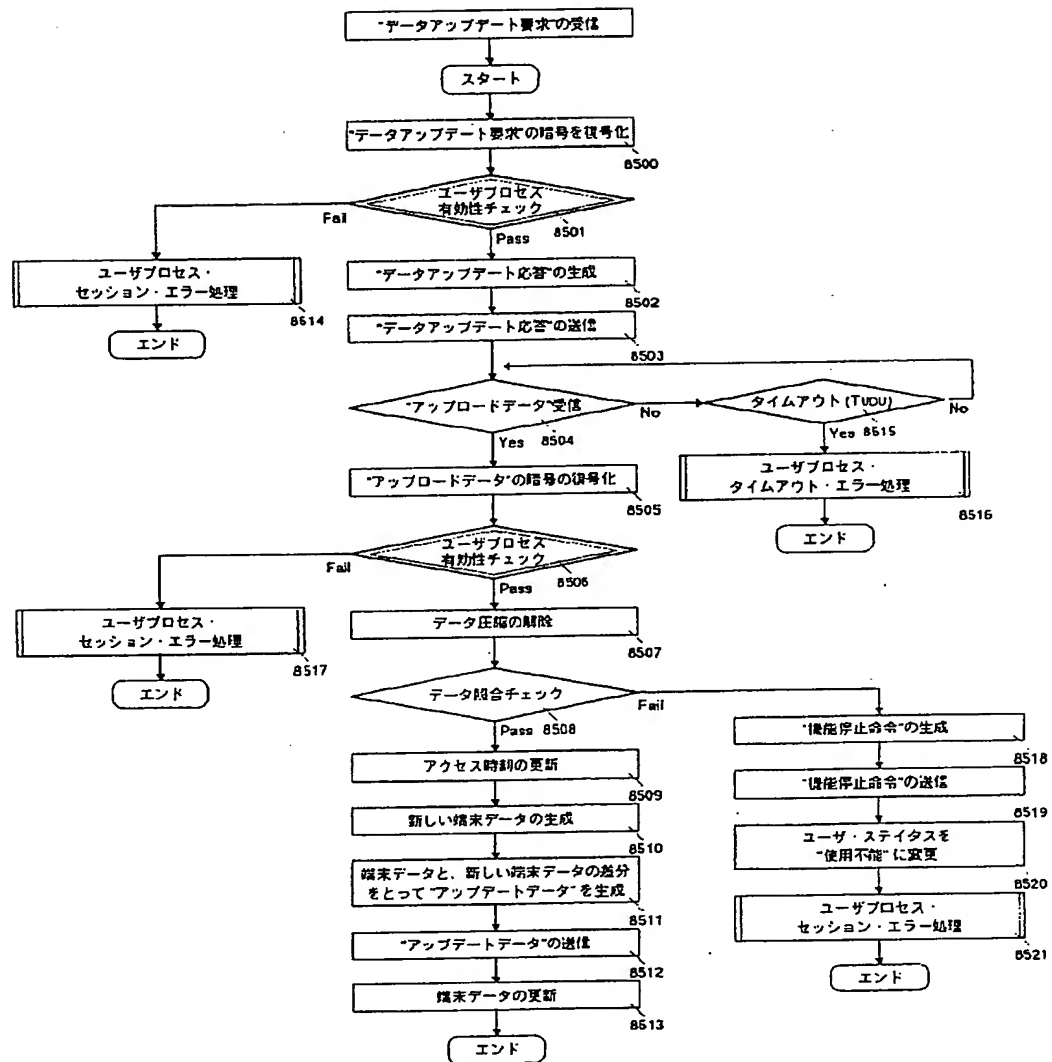 "データアップデート要求"の受信
スタート
"データアップデート要求"の暗号を復号化
8500
ユーザプロセス
有効性チェック
8501
Fail
Pass
ユーザプロセス・
セッション・エラー処理
8514
エンド
"データアップデート応答"の生成
8502
"データアップデート応答"の送信
8503
"アップロードデータ"受信
8504
No
Yes
タイムアウト(TUDU)
8515
No
Yes
ユーザプロセス・
タイムアウト・エラー処理
8516
エンド
"アップロードデータ"の暗号の復号化
8505
ユーザプロセス
有効性チェック
8506
Fail
Pass
ユーザプロセス・
セッション・エラー処理
8517
エンド
データ圧縮の解除
8507
データ照合チェック
8508
Fail
Pass
アクセス時刻の更新
8509
新しい端末データの生成
8510
端末データと、新しい端末データの差分
をとって"アップデートデータ"を生成
8511
"アップデートデータ"の送信
8512
端末データの更新
8513
エンド
"機能停止命令"の生成
8518
"機能停止命令"の送信
8519
ユーザ・ステイタスを
"使用不能"に変更
8520
ユーザプロセス・
セッション・エラー処理
8521
エンド